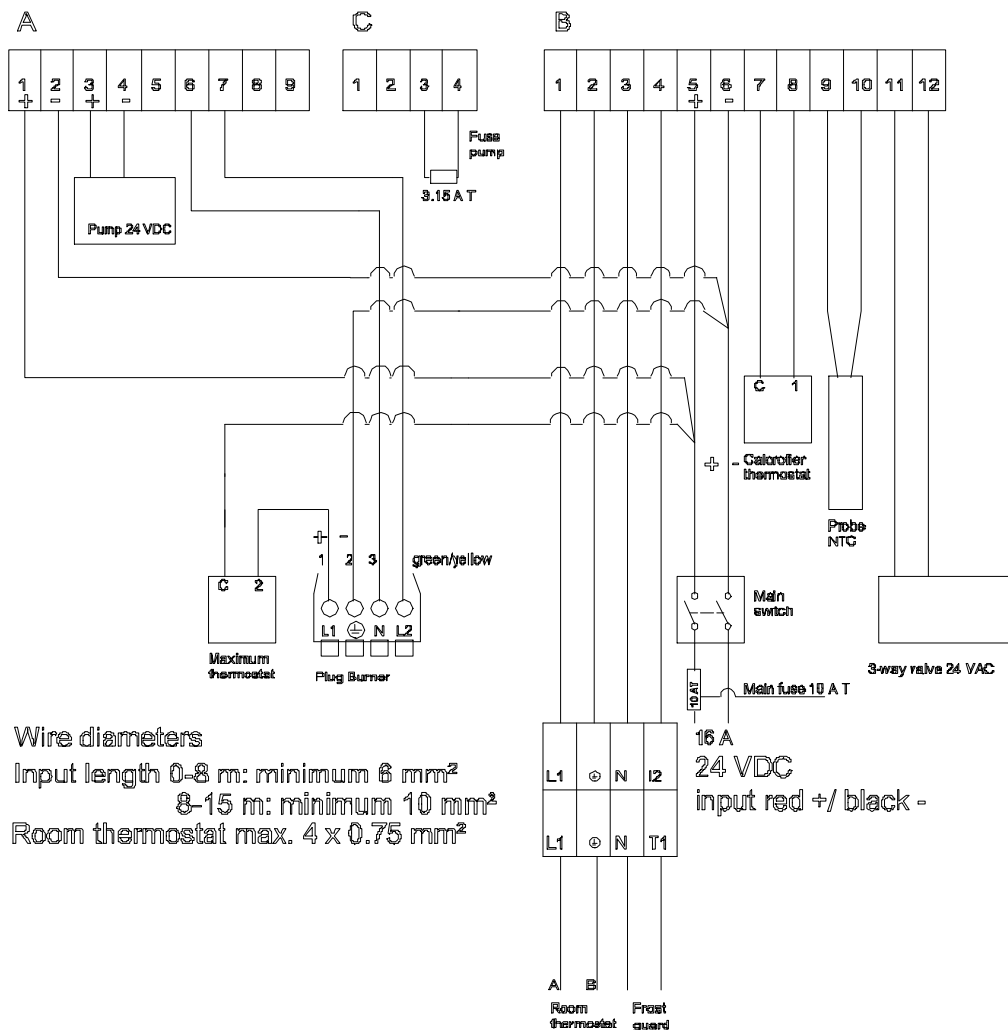 A C B
1 2 3 4 5 6 7 8 9
+ - + -
1 2 3 4
1 2 3 4 5 6 7 8 9 10 11 12
+ -
Fuse
pump
3.15 A T
Pump 24 VDC
C 1
+ -
Calorofier
thermostat
Probe
NTC
+ -
1 2 3 green/yellow
C 2
L1 N L2
Maximum
thermostat
Plug Burner
Main
switch
3-way valve 24 VAC
10 AT
Main fuse 10 A T
16 A
24 VDC
input red +/ black -
Wire diameters
Input length 0-8 m: minimum 6 mm²
8-15 m: minimum 10 mm²
Room thermostat max. 4 x 0.75 mm²
L1 N I2
L1 N T1
A B
Room
thermostat
Frost
guard